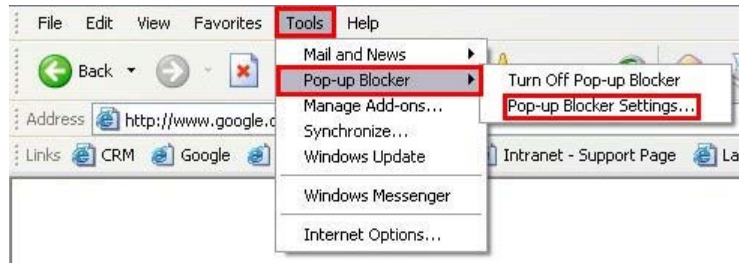 File Edit View Favorites Tools Help
Back
Mail and News
Pop-up Blocker
Turn Off Pop-up Blocker
Manage Add-ons...
Pop-up Blocker Settings...
Address http://www.google.c
Synchronize...
Links CRM Google
Windows Update
Intranet - Support Page La
Windows Messenger
Internet Options...